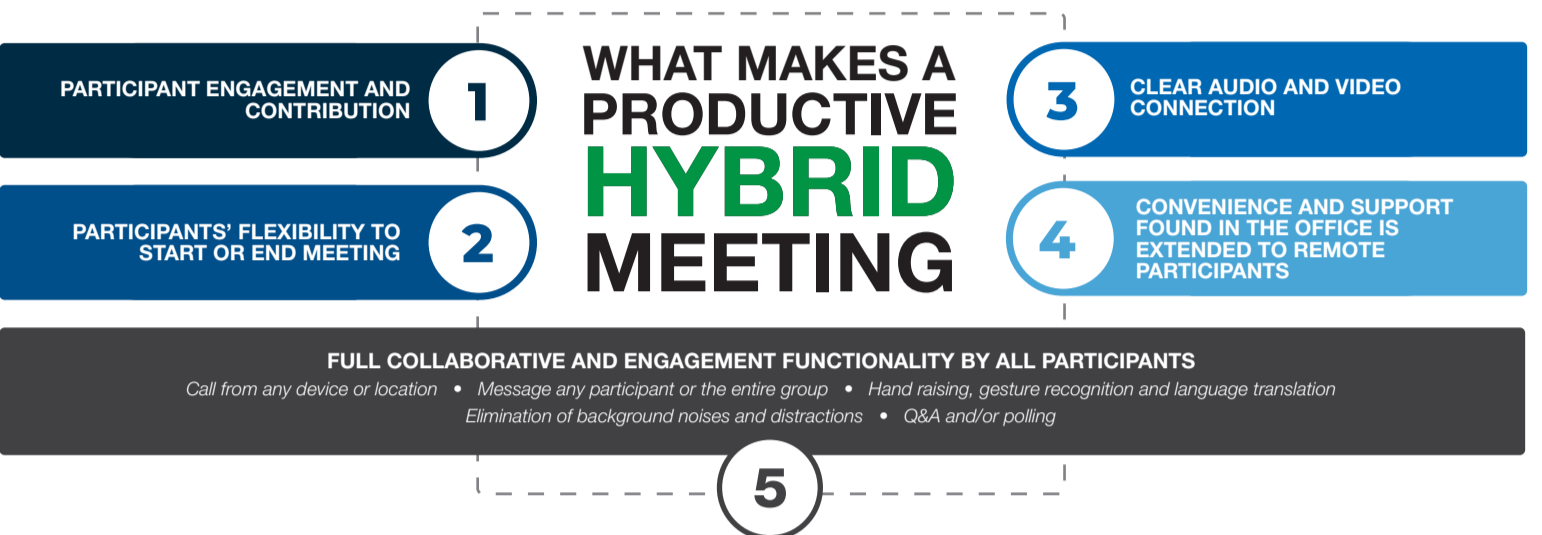 WHAT MAKES A
PRODUCTIVE
HYBRID
MEETING
PARTICIPANT ENGAGEMENT AND
CONTRIBUTION
1
PARTICIPANTS' FLEXIBILITY TO
START OR END MEETING
2
3
CLEAR AUDIO AND VIDEO
CONNECTION
4
CONVENIENCE AND SUPPORT
FOUND IN THE OFFICE IS
EXTENDED TO REMOTE
PARTICIPANTS
FULL COLLABORATIVE AND ENGAGEMENT FUNCTIONALITY BY ALL PARTICIPANTS
Call from any device or location • Message any participant or the entire group • Hand raising, gesture recognition and language translation
Elimination of background noises and distractions • Q&A and/or polling
5